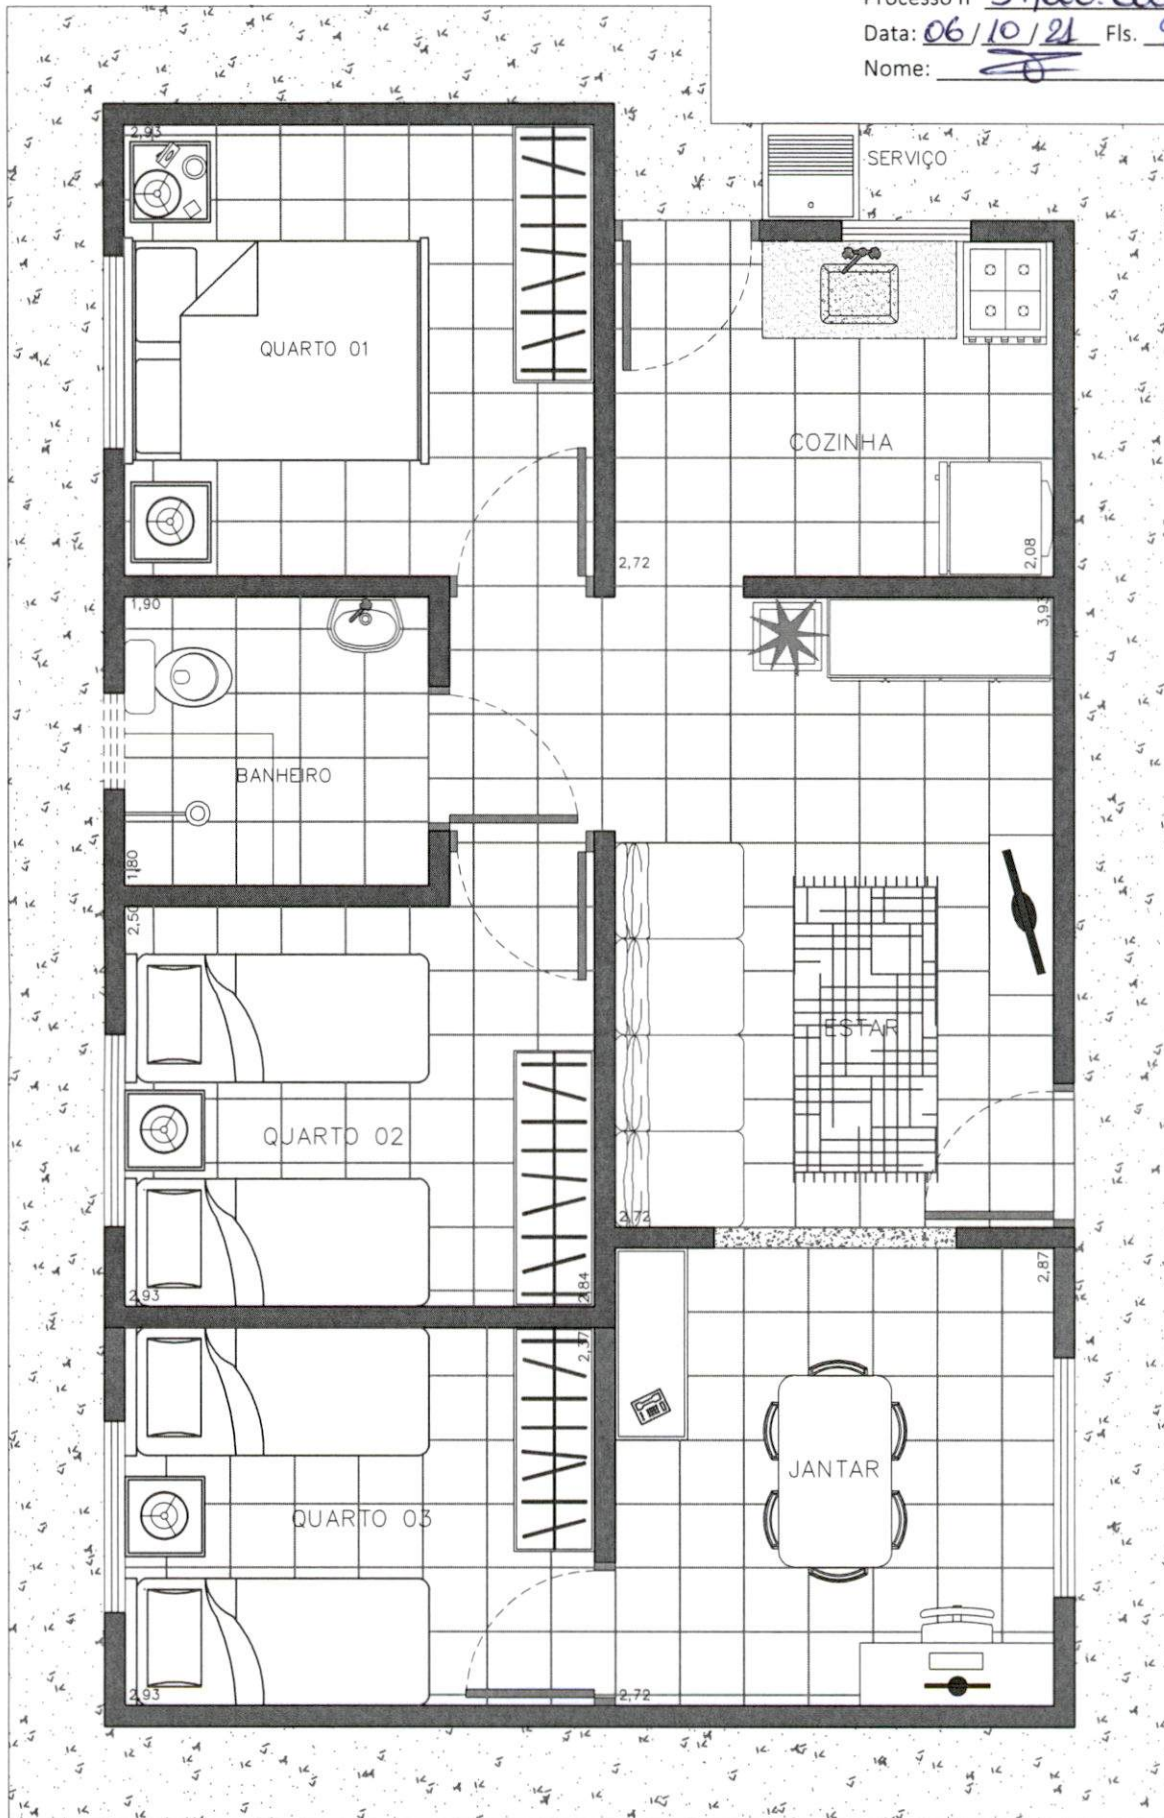 Processo nº
Data: 06/10/21 Fls.
Nome:
SERVIÇO
2,93
QUARTO 01
COZINHA
2,72
2,08
1,90
3,93
BANHEIRO
1,80
2,50
ESTAR
QUARTO 02
2,72
2,93
2,84
2,87
2,37
JANTAR
QUARTO 03
2,93
2,72